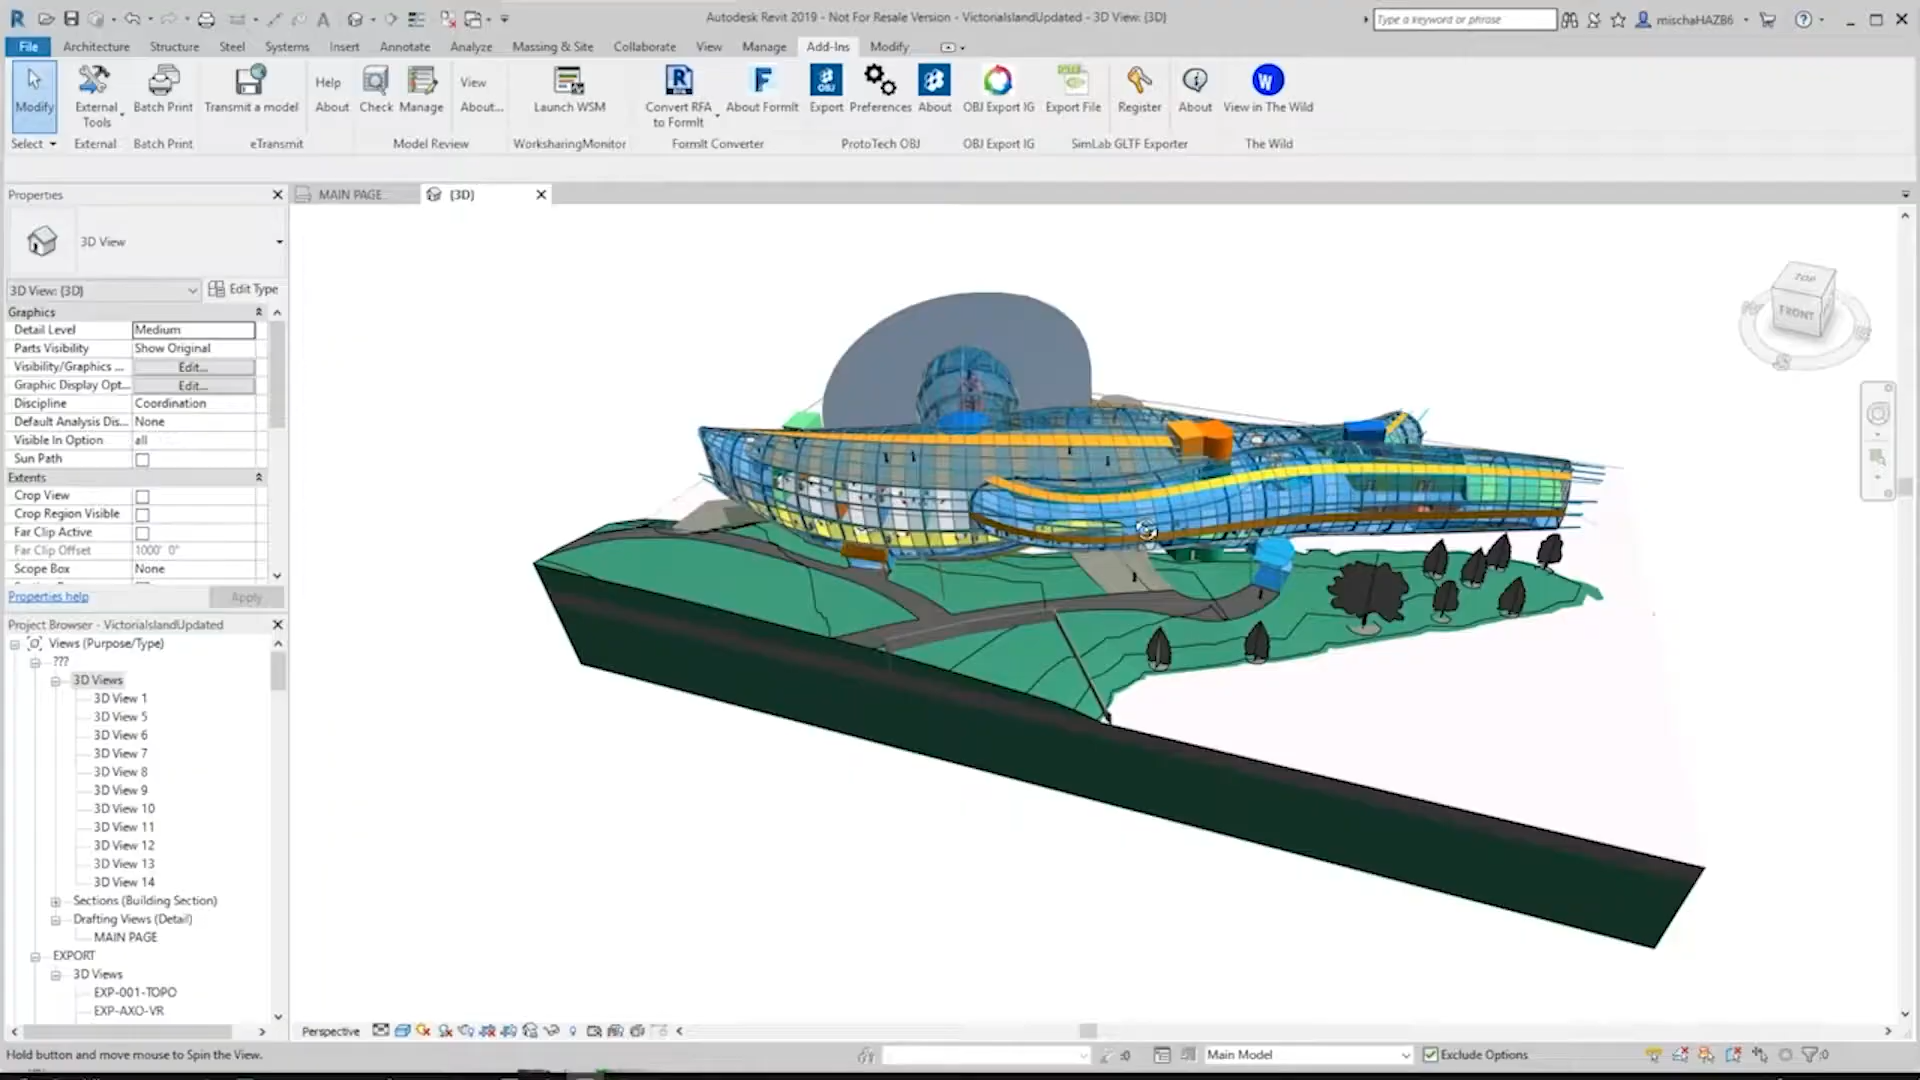 Autodesk Revit 2019 - Not For Resale Version - VictoriaIslandUpdated - 3D View: {3D}
Type a keyword or phrase
mischaHAZB6
File Architecture Structure Steel Systems Insert Annotate Analyze Massing & Site Collaborate View Manage Add-Ins Modify
Modify
External Tools
Batch Print
Transmit a model
Help
About
Check
Manage
View
About...
Launch WSM
Convert RFA to FormIt
About FormIt
Export
Preferences
About
OBJ Export IG
Export File
Register
About
View in The Wild
Select External Batch Print eTransmit Model Review WorksharingMonitor FormIt Converter ProtoTech OBJ OBJ Export IG SimLab GLTF Exporter The Wild
Properties
MAIN PAGE
{3D}
3D View
3D View: {3D}
Edit Type
Graphics
Detail Level Medium
Parts Visibility Show Original
Visibility/Graphics ... Edit...
Graphic Display Opt... Edit...
Discipline Coordination
Default Analysis Dis... None
Visible In Option all
Sun Path
Extents
Crop View
Crop Region Visible
Far Clip Active
Far Clip Offset 1000' 0"
Scope Box None
Properties help
Apply
Project Browser - VictoriaIslandUpdated
Views (Purpose/Type)
???
3D Views
3D View 1
3D View 5
3D View 6
3D View 7
3D View 8
3D View 9
3D View 10
3D View 11
3D View 12
3D View 13
3D View 14
Sections (Building Section)
Drafting Views (Detail)
MAIN PAGE
EXPORT
3D Views
EXP-001-TOPO
EXP-AXO-VR
TOP
FRONT
Perspective
Hold button and move mouse to Spin the View.
:0
Main Model
Exclude Options
:0